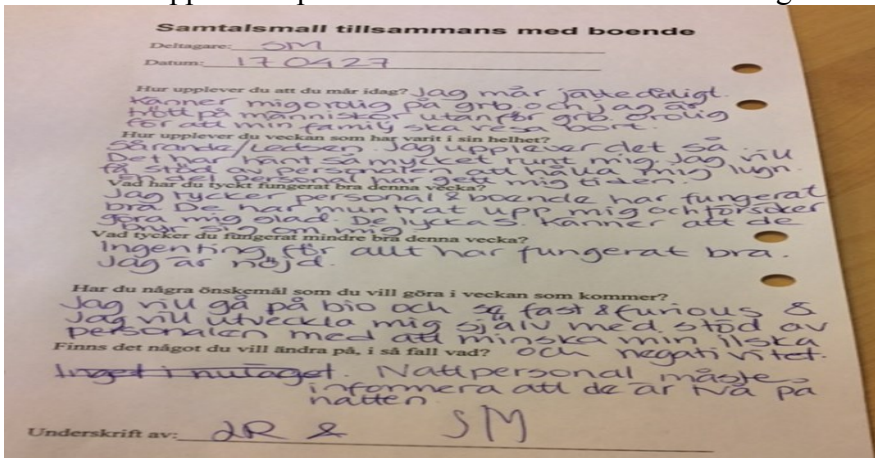 Samtalsmall tillsammans med boende
Deltagare: SM
Datum: 170427
Hur upplever du att du mår idag? Jag mår jättedåligt.
Känner mig orolig på grb. och jag är
trött på människor utanför grb. orolig
för att min family ska resa bort.
Hur upplever du veckan som har varit i sin helhet?
Sårande/Ledsen. Jag upplever det så
Det har hänt så mycket runt mig. Jag vill
få stöd av personalen att hålla mig lugn.
En del personal har gett mig tiden.
Vad har du tyckt fungerat bra denna vecka?
Jag tycker personal & boende har fungerat
bra. De har muntrat upp mig och försöker
göra mig glad. De lyckas. Känner att de
bryr sig om mig.
Vad tycker du fungerat mindre bra denna vecka?
Ingenting för allt har fungerat bra.
Jag är nöjd.
Har du några önskemål som du vill göra i veckan som kommer?
Jag vill gå på bio och se fast & furious &
Jag vill utveckla mig själv med stöd av
personalen med att minska min ilska
och negativitet.
Finns det något du vill ändra på, i så fall vad?
Inget i nuläget. Nattpersonal måste
informera att de är två på
natten.
Underskrift av: JR & SM